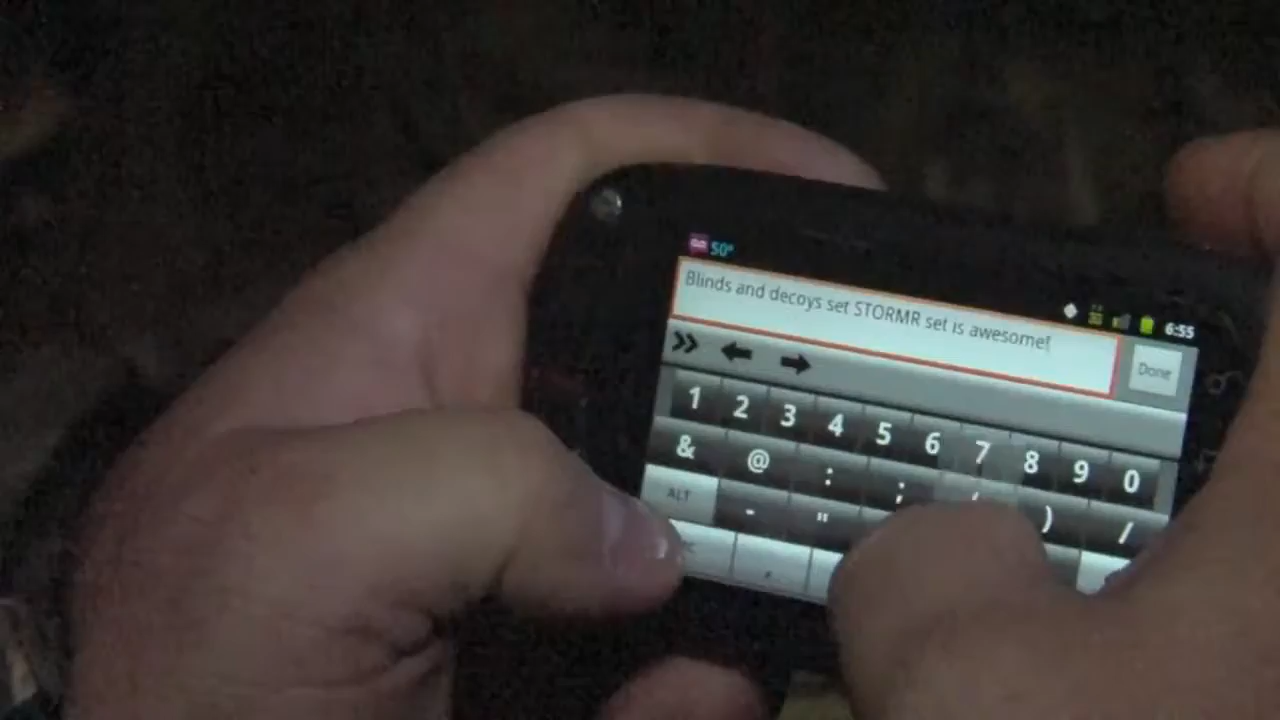 50°
3G
6:55
Blinds and decoys set STORMR set is awesome!
Done
1 2 3 4 5 6 7 8 9 0
& @ : ; (
ALT - " ) /
,